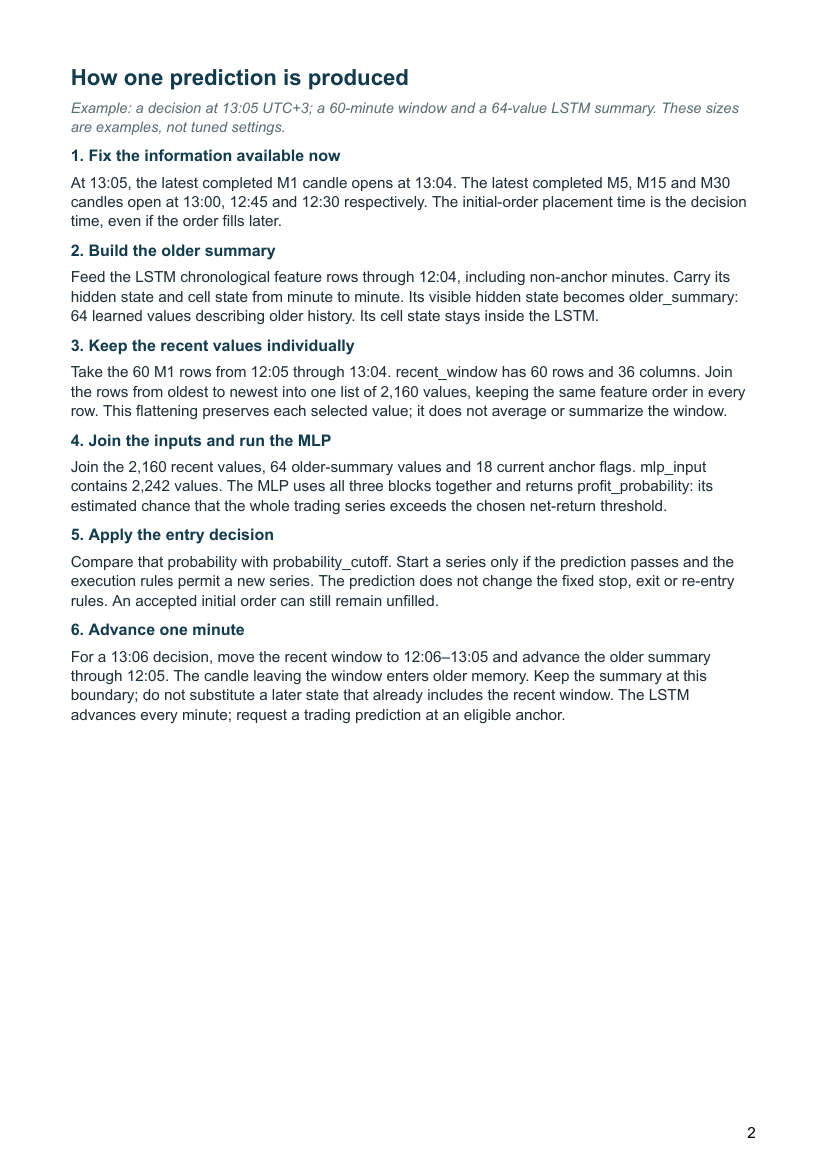 How one prediction is produced
Example: a decision at 13:05 UTC+3; a 60-minute window and a 64-value LSTM summary. These sizes
are examples, not tuned settings.
1. Fix the information available now
At 13:05, the latest completed M1 candle opens at 13:04. The latest completed M5, M15 and M30
candles open at 13:00, 12:45 and 12:30 respectively. The initial-order placement time is the decision
time, even if the order fills later.
2. Build the older summary
Feed the LSTM chronological feature rows through 12:04, including non-anchor minutes. Carry its
hidden state and cell state from minute to minute. Its visible hidden state becomes older_summary:
64 learned values describing older history. Its cell state stays inside the LSTM.
3. Keep the recent values individually
Take the 60 M1 rows from 12:05 through 13:04. recent_window has 60 rows and 36 columns. Join
the rows from oldest to newest into one list of 2,160 values, keeping the same feature order in every
row. This flattening preserves each selected value; it does not average or summarize the window.
4. Join the inputs and run the MLP
Join the 2,160 recent values, 64 older-summary values and 18 current anchor flags. mlp_input
contains 2,242 values. The MLP uses all three blocks together and returns profit_probability: its
estimated chance that the whole trading series exceeds the chosen net-return threshold.
5. Apply the entry decision
Compare that probability with probability_cutoff. Start a series only if the prediction passes and the
execution rules permit a new series. The prediction does not change the fixed stop, exit or re-entry
rules. An accepted initial order can still remain unfilled.
6. Advance one minute
For a 13:06 decision, move the recent window to 12:06–13:05 and advance the older summary
through 12:05. The candle leaving the window enters older memory. Keep the summary at this
boundary; do not substitute a later state that already includes the recent window. The LSTM
advances every minute; request a trading prediction at an eligible anchor.
2